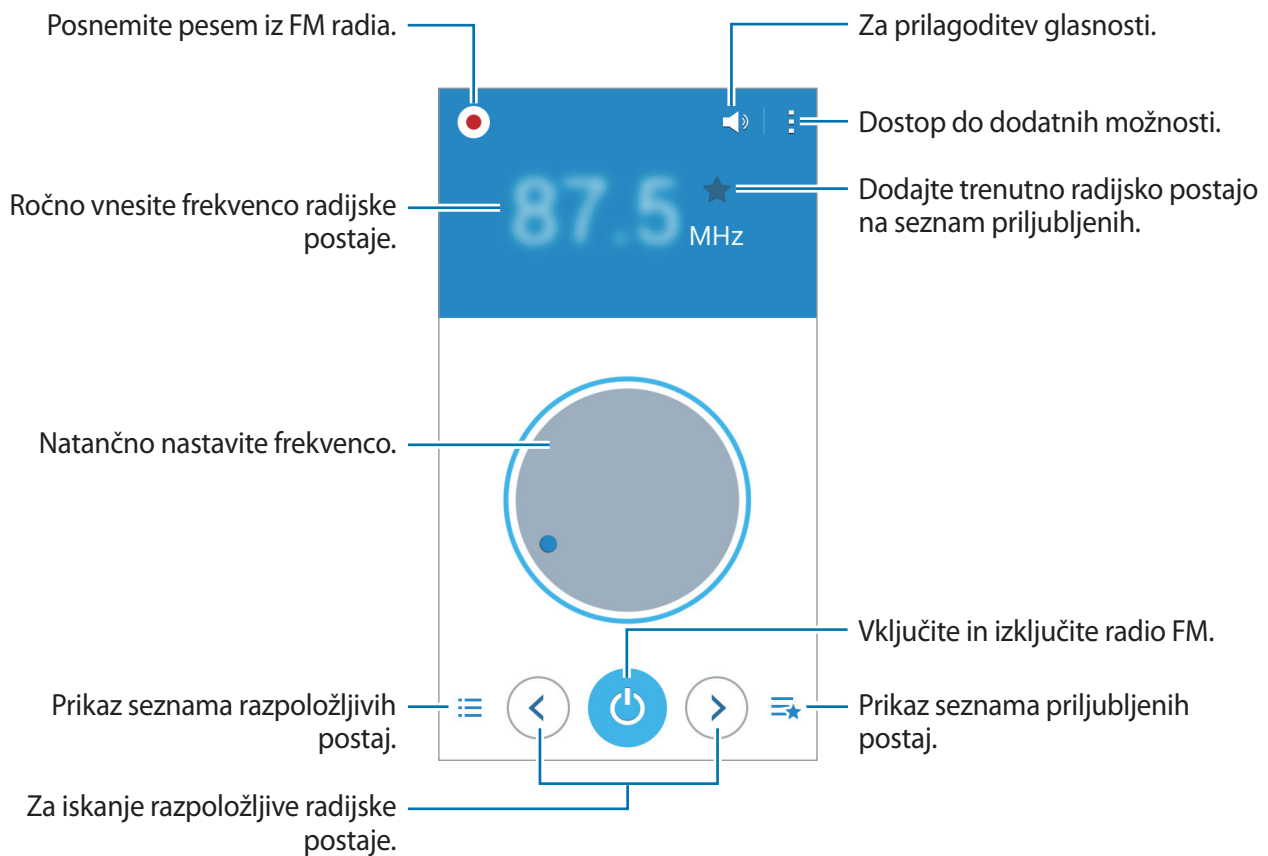 Posnemite pesem iz FM radia.
Za prilagoditev glasnosti.
Dostop do dodatnih možnosti.
Dodajte trenutno radijsko postajo
na seznam priljubljenih.
Ročno vnesite frekvenco radijske
postaje.
87.5
MHz
Natančno nastavite frekvenco.
Vključite in izključite radio FM.
Prikaz seznama razpoložljivih
postaj.
Prikaz seznama priljubljenih
postaj.
Za iskanje razpoložljive radijske
postaje.